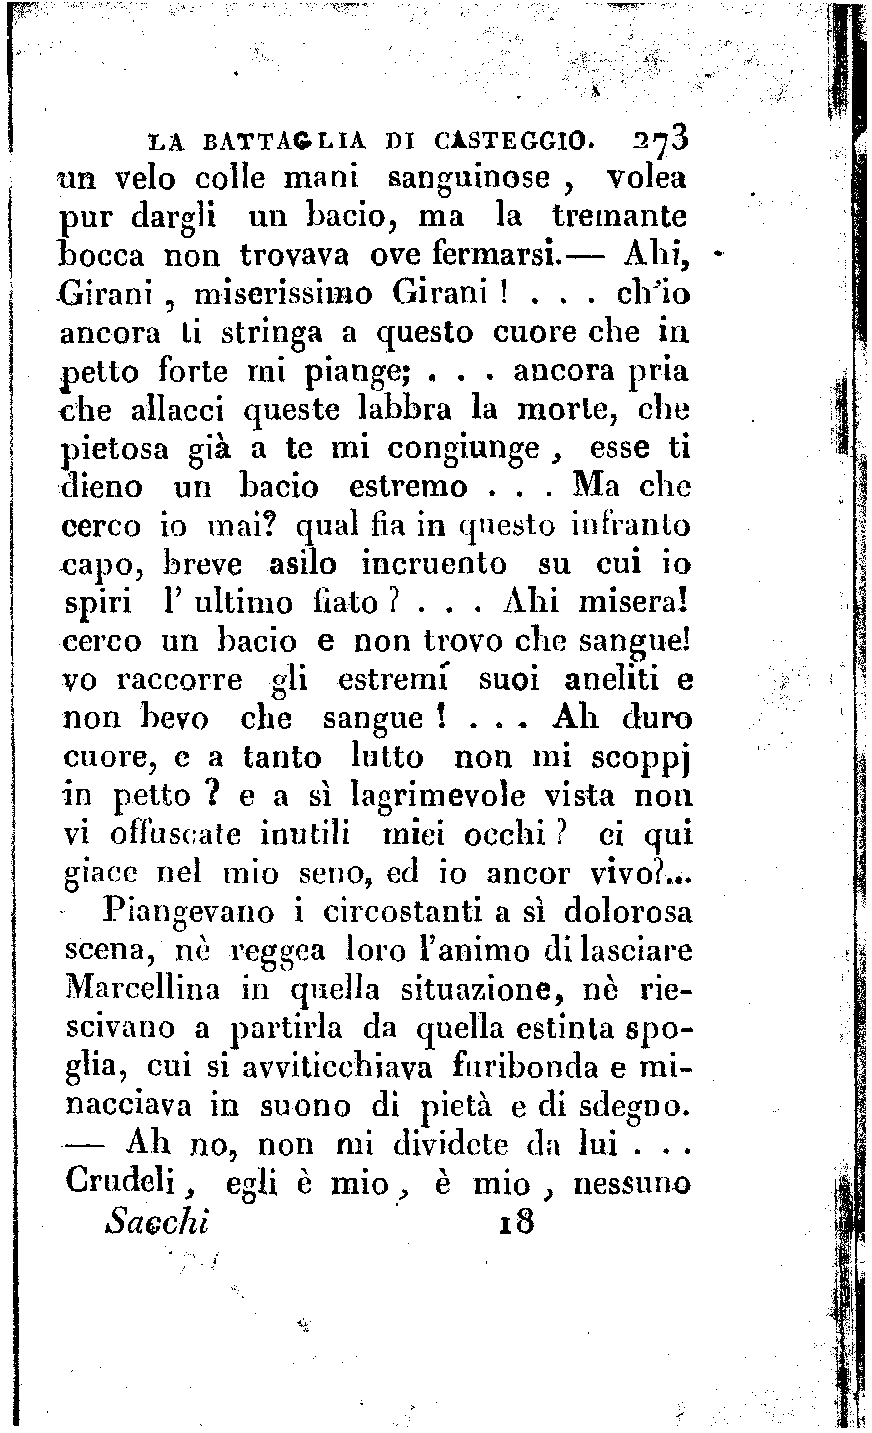 LA BATTAGLIA DI CASTEGGIO. 273
un velo colle mani sanguinose , volea
pur dargli un bacio, ma la tremante
bocca non trovava ove fermarsi.— Ahi,
Girani , miserissimo Girani ! . . . ch'io
ancora ti stringa a questo cuore che in
petto forte mi piange; . . . ancora pria
che allacci queste labbra la morte, che
pietosa già a te mi congiunge , esse ti
dieno un bacio estremo . . . Ma che
cerco io mai? qual fia in questo infranto
capo, breve asilo incruento su cui io
spiri l' ultimo fiato ? . . . Ahi misera!
cerco un bacio e non trovo che sangue!
vo raccorre gli estremi suoi aneliti e
non bevo che sangue ! . . . Ah duro
cuore, e a tanto lutto non mi scoppj
in petto ? e a sì lagrimevole vista non
vi offuscate inutili miei occhi ? ei qui
giace nel mio seno, ed io ancor vivo?...
Piangevano i circostanti a sì dolorosa
scena, nè reggea loro l'animo di lasciare
Marcellina in quella situazione, nè rie-
scivano a partirla da quella estinta spo-
glia, cui si avviticchiava furibonda e mi-
nacciava in suono di pietà e di sdegno.
— Ah no, non mi dividete da lui . . .
Crudeli , egli è mio , è mio , nessuno
Sacchi 18